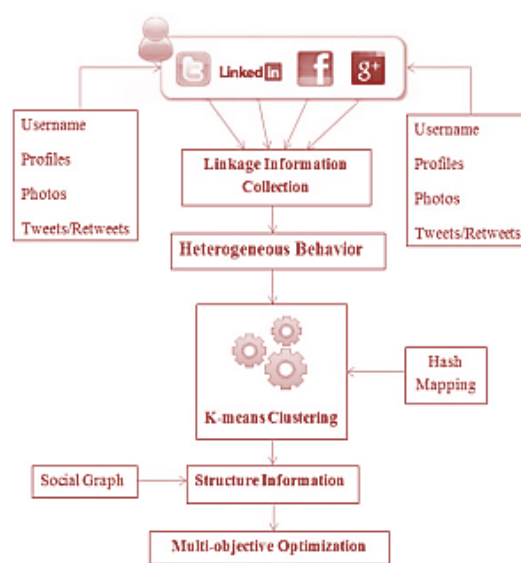 Linked in
f
g+
Username
Profiles
Photos
Tweets/Retweets
Username
Profiles
Photos
Tweets/Retweets
Linkage Information
Collection
Heterogeneous Behavior
K-means Clustering
Hash
Mapping
Social Graph
Structure Information
Multi-objective Optimization